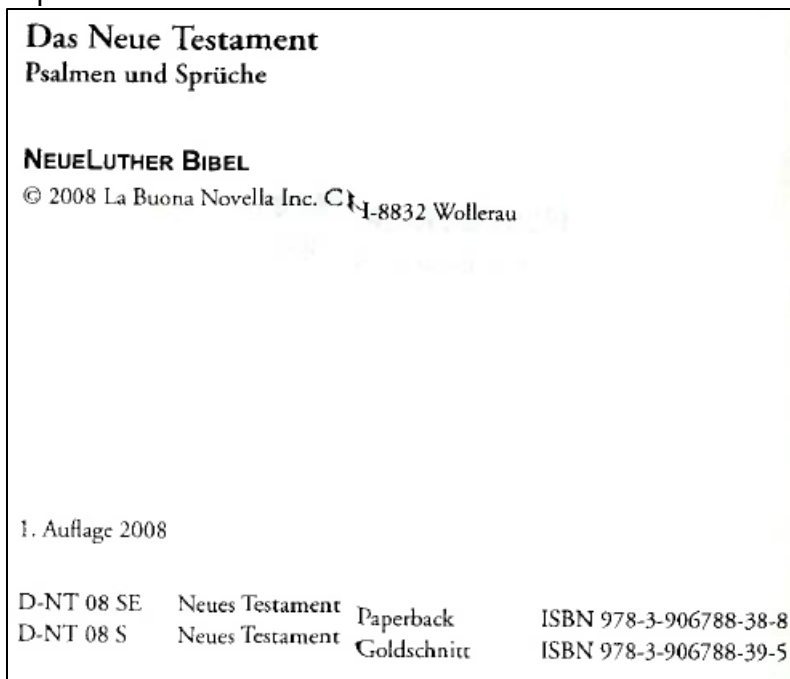 Das Neue Testament
Psalmen und Sprüche
NEUELUTHER BIBEL
© 2008 La Buona Novella Inc. CH-8832 Wollerau
1. Auflage 2008
D-NT 08 SE Neues Testament Paperback ISBN 978-3-906788-38-8
D-NT 08 S Neues Testament Goldschnitt ISBN 978-3-906788-39-5